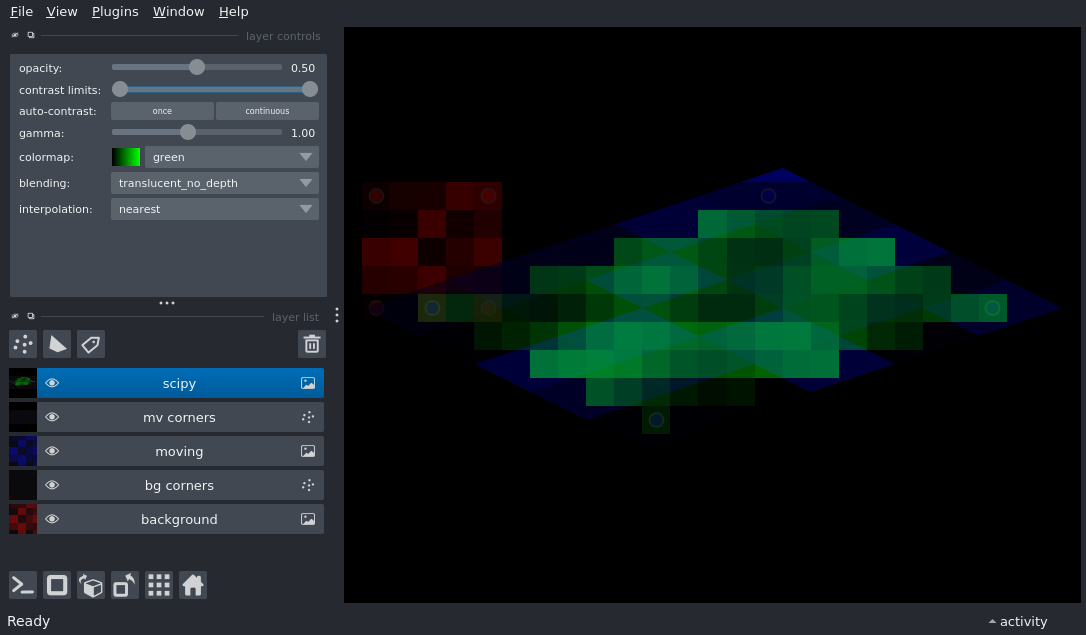 File View Plugins Window Help
layer controls
opacity: 0.50
contrast limits:
auto-contrast: once continuous
gamma: 1.00
colormap: green
blending: translucent_no_depth
interpolation: nearest
layer list
scipy
mv corners
moving
bg corners
background
Ready activity